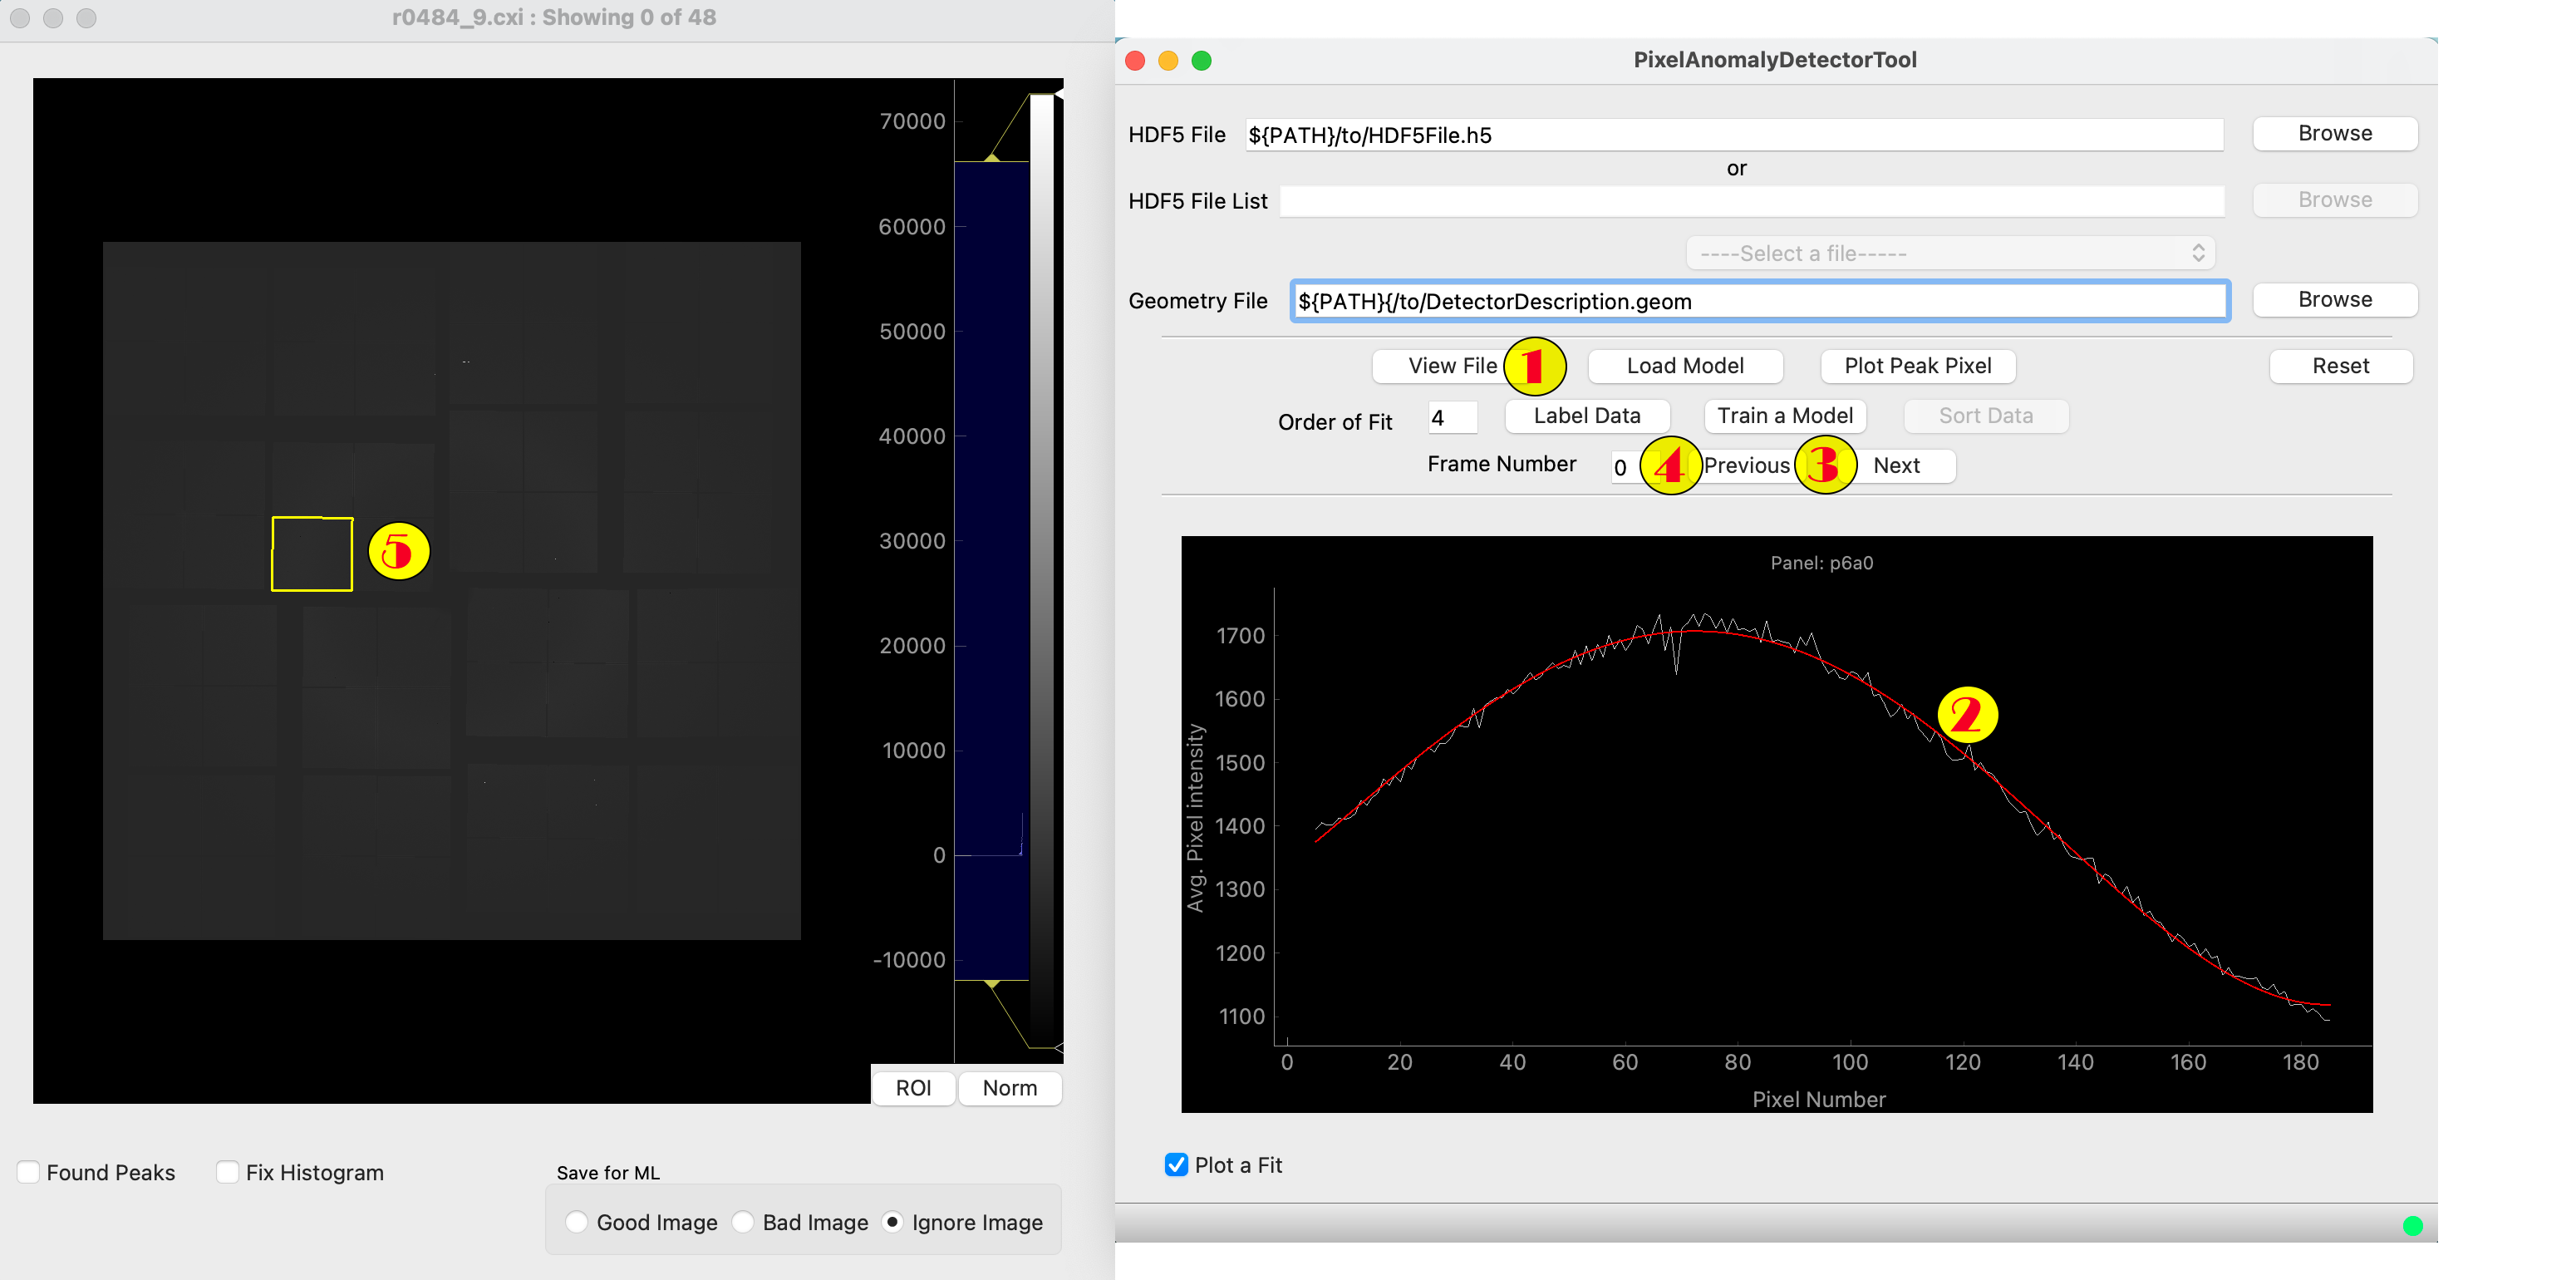 r0484_9.cxi : Showing 0 of 48
70000
60000
50000
40000
30000
20000
10000
0
-10000
5
ROI Norm
Found Peaks Fix Histogram
Save for ML
Good Image Bad Image Ignore Image
PixelAnomalyDetectorTool
HDF5 File ${PATH}/to/HDF5File.h5 Browse
or
HDF5 File List Browse
----Select a file-----
Geometry File ${PATH}{/to/DetectorDescription.geom Browse
View File 1 Load Model Plot Peak Pixel Reset
Order of Fit 4 Label Data Train a Model Sort Data
Frame Number 0 4 Previous 3 Next
Panel: p6a0
Avg. Pixel intensity
1700
1600
2
1500
1400
1300
1200
1100
0 20 40 60 80 100 120 140 160 180
Pixel Number
Plot a Fit